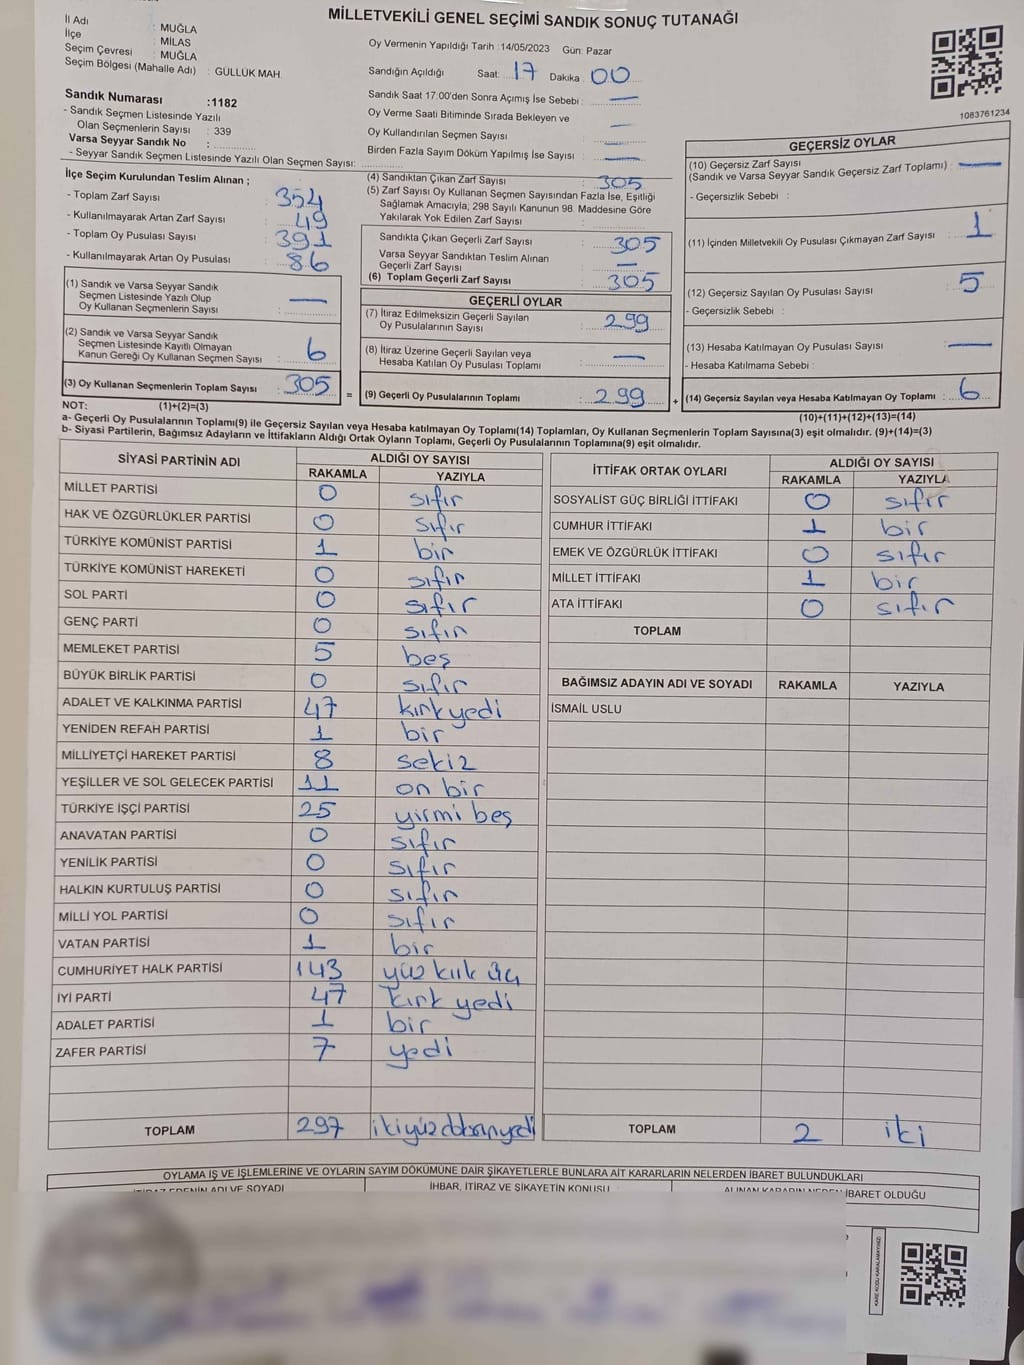 MİLLETVEKİLİ GENEL SEÇİMİ SANDIK SONUÇ TUTANAĞI
İl Adı : MUĞLA
İlçe : MİLAS
Seçim Çevresi : MUĞLA
Seçim Bölgesi (Mahalle Adı) : GÜLLÜK MAH.
Sandık Numarası :1182
- Sandık Seçmen Listesinde Yazılı
Olan Seçmenlerin Sayısı : 339
Varsa Seyyar Sandık No :
- Seyyar Sandık Seçmen Listesinde Yazılı Olan Seçmen Sayısı:
Oy Vermenin Yapıldığı Tarih : 14/05/2023 Gün: Pazar
Sandığın Açıldığı Saat: 17 Dakika : 00
Sandık Saat 17:00'den Sonra Açımış İse Sebebi : —
Oy Verme Saati Bitiminde Sırada Bekleyen ve
Oy Kullandırılan Seçmen Sayısı : —
Birden Fazla Sayım Döküm Yapılmış İse Sayısı : —
1083761234
İlçe Seçim Kurulundan Teslim Alınan ;
- Toplam Zarf Sayısı : 354
- Kullanılmayarak Artan Zarf Sayısı : 49
- Toplam Oy Pusulası Sayısı : 391
- Kullanılmayarak Artan Oy Pusulası : 86
(1) Sandık ve Varsa Seyyar Sandık
Seçmen Listesinde Yazılı Olup
Oy Kullanan Seçmenlerin Sayısı : —
(2) Sandık ve Varsa Seyyar Sandık
Seçmen Listesinde Kayıtlı Olmayan
Kanun Gereği Oy Kullanan Seçmen Sayısı : 6
(3) Oy Kullanan Seçmenlerin Toplam Sayısı : 305
(4) Sandıktan Çıkan Zarf Sayısı : 305
(5) Zarf Sayısı Oy Kullanan Seçmen Sayısından Fazla İse, Eşitliği
Sağlamak Amacıyla; 298 Sayılı Kanunun 98. Maddesine Göre
Yakılarak Yok Edilen Zarf Sayısı :
Sandıkta Çıkan Geçerli Zarf Sayısı : 305
Varsa Seyyar Sandıktan Teslim Alınan
Geçerli Zarf Sayısı : —
(6) Toplam Geçerli Zarf Sayısı : 305
GEÇERLİ OYLAR
(7) İtiraz Edilmeksizin Geçerli Sayılan
Oy Pusulalarının Sayısı : 299
(8) İtiraz Üzerine Geçerli Sayılan veya
Hesaba Katılan Oy Pusulası Toplamı : —
= (9) Geçerli Oy Pusulalarının Toplamı : 299 +
GEÇERSİZ OYLAR
(10) Geçersiz Zarf Sayısı
(Sandık ve Varsa Seyyar Sandık Geçersiz Zarf Toplamı) : —
- Geçersizlik Sebebi :
(11) İçinden Milletvekili Oy Pusulası Çıkmayan Zarf Sayısı : 1
(12) Geçersiz Sayılan Oy Pusulası Sayısı : 5
- Geçersizlik Sebebi :
(13) Hesaba Katılmayan Oy Pusulası Sayısı : —
- Hesaba Katılmama Sebebi :
(14) Geçersiz Sayılan veya Hesaba Katılmayan Oy Toplamı : 6
NOT: (1)+(2)=(3) (10)+(11)+(12)+(13)=(14)
a- Geçerli Oy Pusulalarının Toplamı(9) ile Geçersiz Sayılan veya Hesaba katılmayan Oy Toplamı(14) Toplamları, Oy Kullanan Seçmenlerin Toplam Sayısına(3) eşit olmalıdır. (9)+(14)=(3)
b- Siyasi Partilerin, Bağımsız Adayların ve İttifakların Aldığı Ortak Oyların Toplamı, Geçerli Oy Pusulalarının Toplamına(9) eşit olmalıdır.
SİYASİ PARTİNİN ADI ALDIĞI OY SAYISI
RAKAMLA YAZIYLA
MİLLET PARTİSİ 0 sıfır
HAK VE ÖZGÜRLÜKLER PARTİSİ 0 sıfır
TÜRKİYE KOMÜNİST PARTİSİ 1 bir
TÜRKİYE KOMÜNİST HAREKETİ 0 sıfır
SOL PARTİ 0 sıfır
GENÇ PARTİ 0 sıfır
MEMLEKET PARTİSİ 5 beş
BÜYÜK BİRLİK PARTİSİ 0 sıfır
ADALET VE KALKINMA PARTİSİ 47 kırk yedi
YENİDEN REFAH PARTİSİ 1 bir
MİLLİYETÇİ HAREKET PARTİSİ 8 sekiz
YEŞİLLER VE SOL GELECEK PARTİSİ 11 on bir
TÜRKİYE İŞÇİ PARTİSİ 25 yirmi beş
ANAVATAN PARTİSİ 0 sıfır
YENİLİK PARTİSİ 0 sıfır
HALKIN KURTULUŞ PARTİSİ 0 sıfır
MİLLİ YOL PARTİSİ 0 sıfır
VATAN PARTİSİ 1 bir
CUMHURİYET HALK PARTİSİ 143 yüz kırk üç
İYİ PARTİ 47 kırk yedi
ADALET PARTİSİ 1 bir
ZAFER PARTİSİ 7 yedi
TOPLAM 297 ikiyüzdoksanyedi
İTTİFAK ORTAK OYLARI ALDIĞI OY SAYISI
RAKAMLA YAZIYLA
SOSYALİST GÜÇ BİRLİĞİ İTTİFAKI 0 sıfır
CUMHUR İTTİFAKI 1 bir
EMEK VE ÖZGÜRLÜK İTTİFAKI 0 sıfır
MİLLET İTTİFAKI 1 bir
ATA İTTİFAKI 0 sıfır
TOPLAM
BAĞIMSIZ ADAYIN ADI VE SOYADI RAKAMLA YAZIYLA
İSMAİL USLU
TOPLAM 2 iki
OYLAMA İŞ VE İŞLEMLERİNE VE OYLARIN SAYIM DÖKÜMÜNE DAİR ŞİKAYETLERLE BUNLARA AİT KARARLARIN NELERDEN İBARET BULUNDUKLARI
İTİRAZ EDENİN ADI VE SOYADI İHBAR, İTİRAZ VE ŞİKAYETİN KONUSU ALINAN KARARIN NEDEN İBARET OLDUĞU
KARE KODU KARALAMAYINIZ!